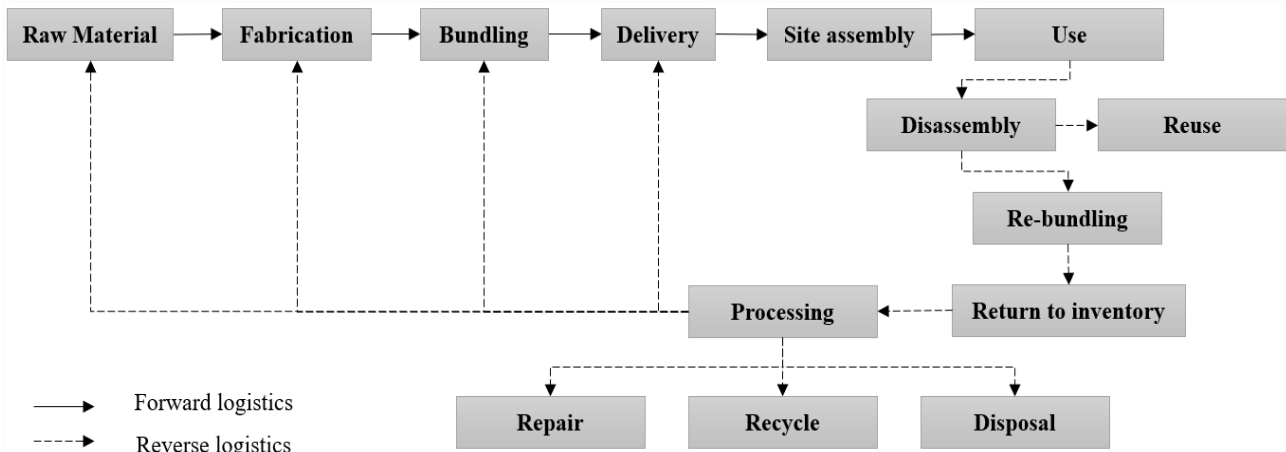 Raw Material
Fabrication
Bundling
Delivery
Site assembly
Use
Disassembly
Reuse
Re-bundling
Processing
Return to inventory
Forward logistics
Repair
Recycle
Disposal
Reverse logistics